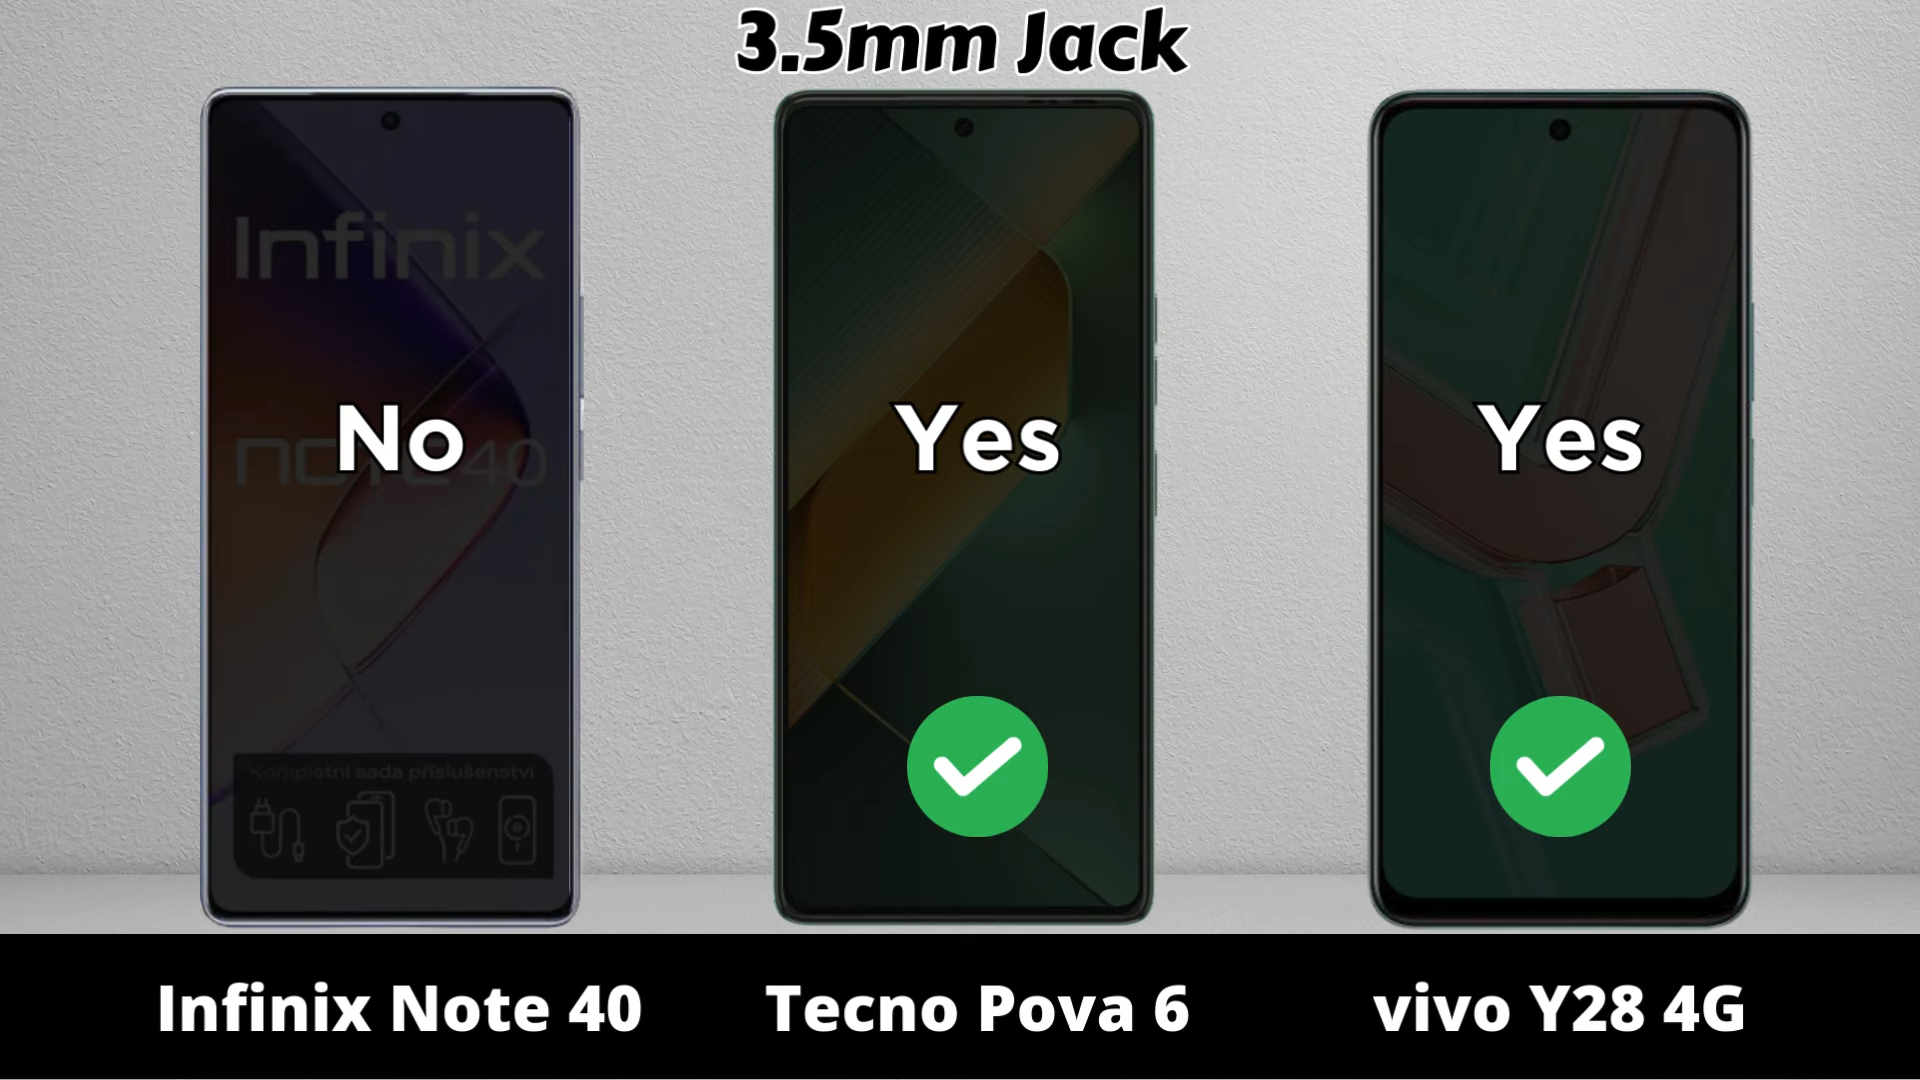 3.5mm Jack
Infinix
No
Yes
Yes
NOTE40
Kompletní sada příslušenství
Infinix Note 40
Tecno Pova 6
vivo Y28 4G